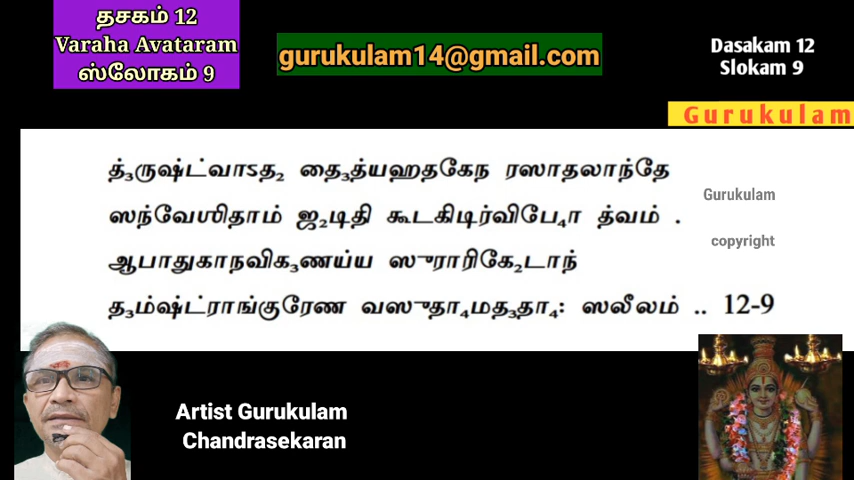 தசகம் 12
Varaha Avataram
ஸ்லோகம் 9
gurukulam14@gmail.com
Dasakam 12
Slokam 9
Gurukulam
த்₃ருஷ்ட்வாऽத₂ தை₃த்யஹதகேந ரஸாதலாந்தே
ஸந்வேஶிதாம் ஜ₂டிதி கூடகிடிர்விபே₄ா த்வம் .
ஆபாதுகாநவிக₃ணய்ய ஸுராரிகே₂டாந்
த₃ம்ஷ்ட்ராங்குரேண வஸுதா₄மத₃தா₄: ஸலீலம் .. 12-9
Gurukulam
copyright
Artist Gurukulam
Chandrasekaran